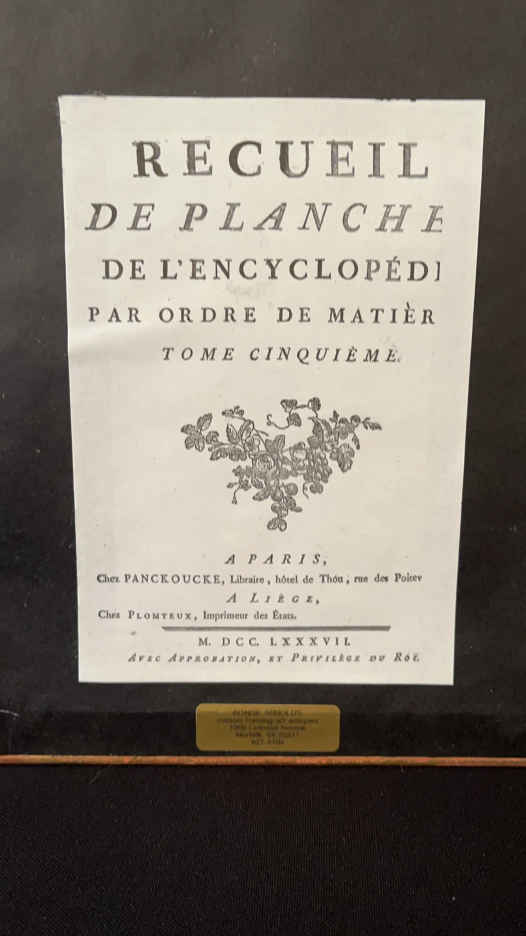 RECUEIL
DE PLANCHE
DE L'ENCYCLOPÉDI
PAR ORDRE DE MATIÈR
TOME CINQUIÈME.
A PARIS,
Chez PANCKOUCKE, Libraire, hôtel de Thou, rue des Poitev
A LIÈGE,
Chez PLOMTEUX, Imprimeur des États.
M. DCC. LXXXVII.
AVEC APPROBATION, ET PRIVILÈGE DU ROI.